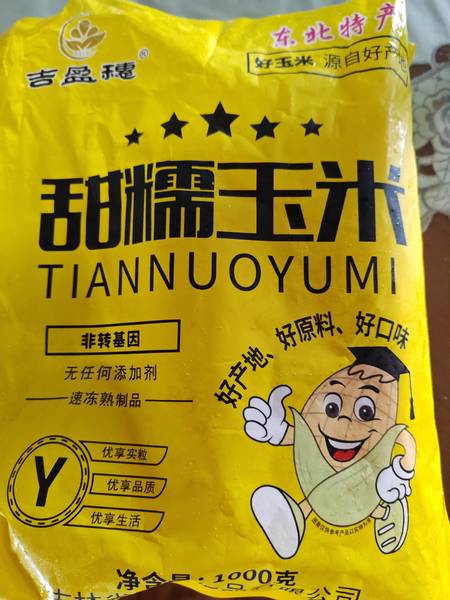 吉盈穗®
东北特产
好玉米 源自好产地
甜糯玉米
TIANNUOYUMI
非转基因
无任何添加剂
速冻熟制品
好产地、好原料、好口味
Y
优享实粒
优享品质
优享生活
净含量:1000克